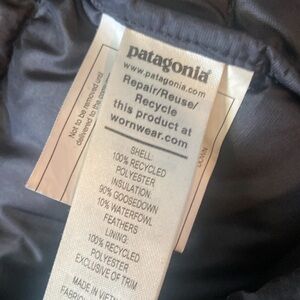 patagonia®
www.patagonia.com
Repair/Reuse/
Recycle
this product at
wornwear.com
SHELL:
100% RECYCLED
POLYESTER
INSULATION:
90% GOOSEDOWN
10% WATERFOWL
FEATHERS
LINING:
100% RECYCLED
POLYESTER
EXCLUSIVE OF TRIM
MADE IN
Not to be removed until
delivered to the